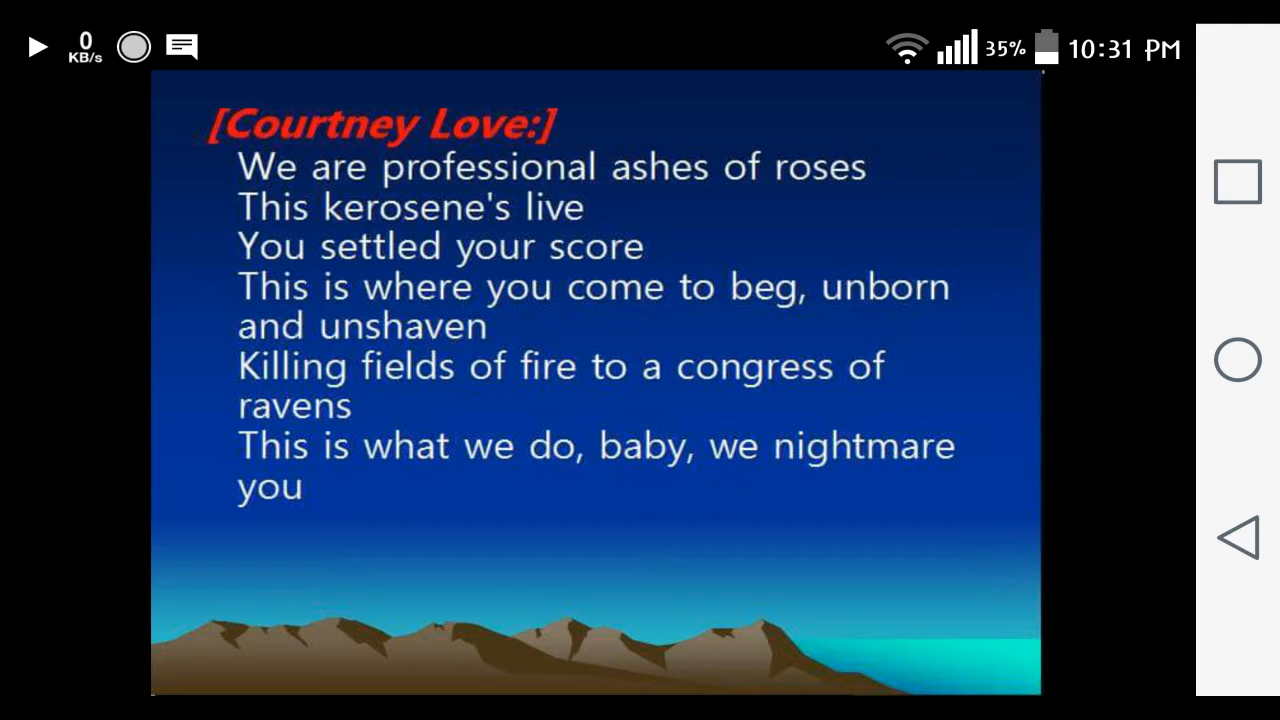 0
KB/s
35% 10:31 PM
[Courtney Love:]
We are professional ashes of roses
This kerosene's live
You settled your score
This is where you come to beg, unborn
and unshaven
Killing fields of fire to a congress of
ravens
This is what we do, baby, we nightmare
you